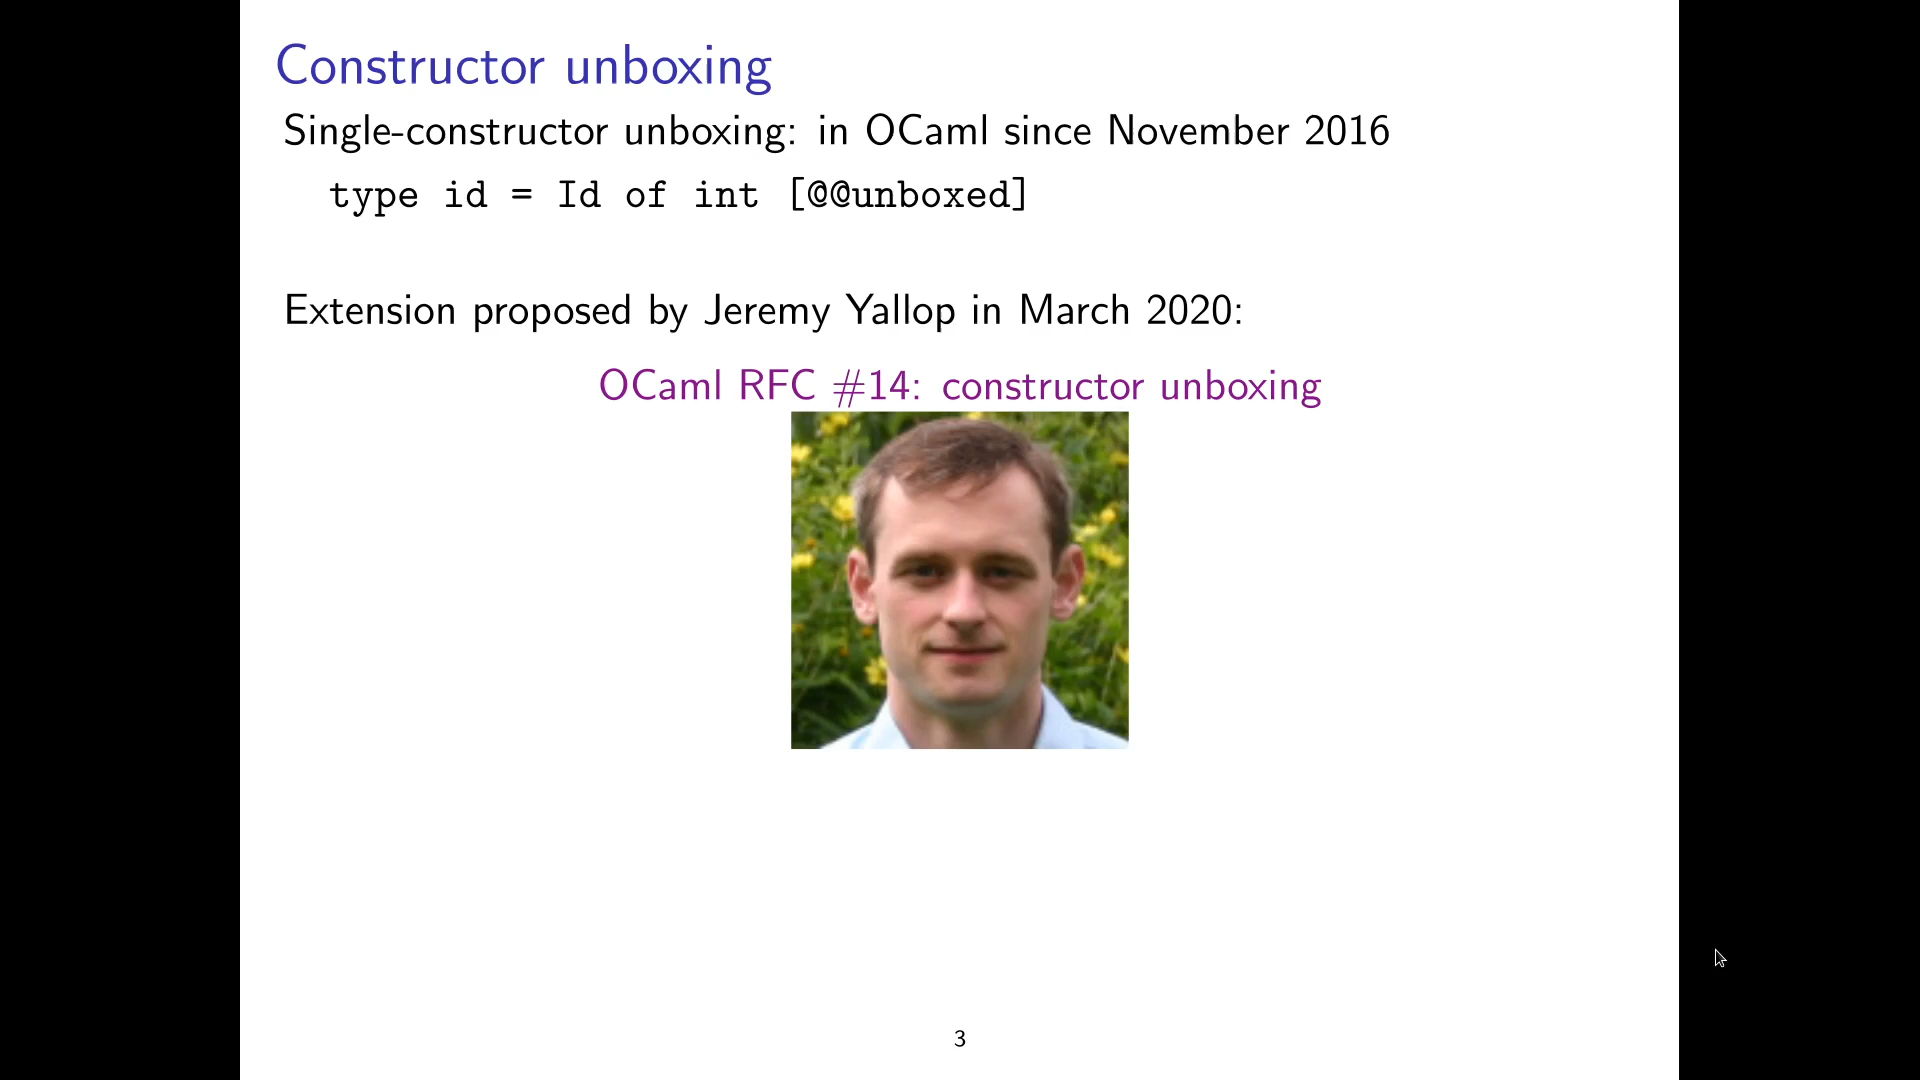 Constructor unboxing
Single-constructor unboxing: in OCaml since November 2016
type id = Id of int [@@unboxed]
Extension proposed by Jeremy Yallop in March 2020:
OCaml RFC #14: constructor unboxing
3